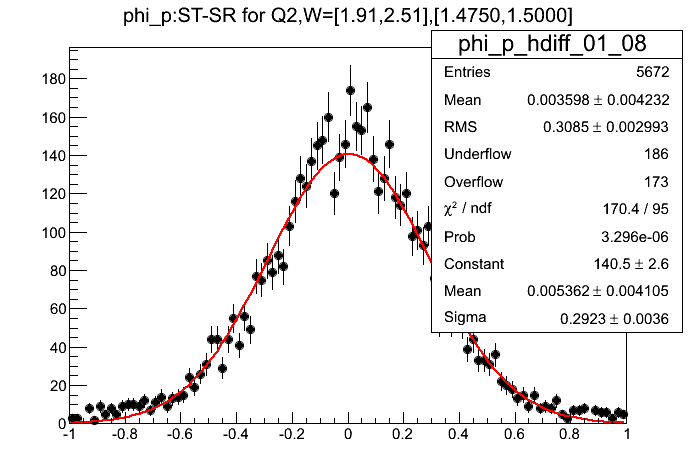 phi_p:ST-SR for Q2,W=[1.91,2.51],[1.4750,1.5000]
phi_p_hdiff_01_08
Entries 5672
Mean 0.003598 ± 0.004232
RMS 0.3085 ± 0.002993
Underflow 186
Overflow 173
χ² / ndf 170.4 / 95
Prob 3.296e-06
Constant 140.5 ± 2.6
Mean 0.005362 ± 0.004105
Sigma 0.2923 ± 0.0036
180
160
140
120
100
80
60
40
20
0
-1 -0.8 -0.6 -0.4 -0.2 0 0.2 0.4 0.6 0.8 1